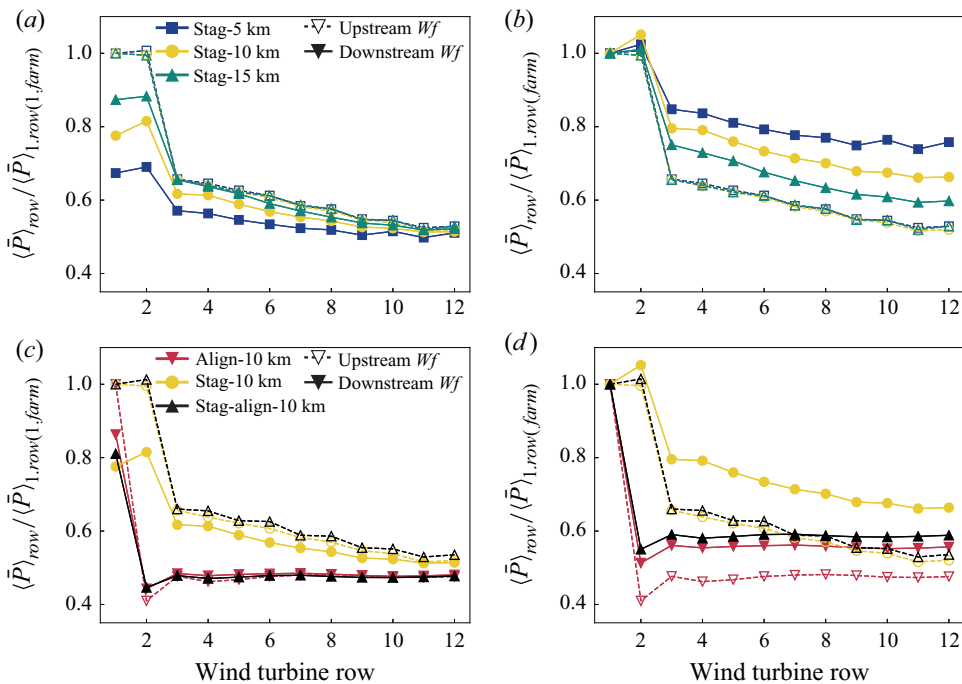 (a)
Stag-5 km
Stag-10 km
Stag-15 km
Upstream Wf
Downstream Wf
1.0
0.8
0.6
0.4
2 4 6 8 10 12
⟨P̄⟩row/⟨P̄⟩1.row(1.farm)
(b)
1.0
0.8
0.6
0.4
2 4 6 8 10 12
⟨P̄⟩row/⟨P̄⟩1.row(farm)
(c)
Align-10 km
Stag-10 km
Stag-align-10 km
Upstream Wf
Downstream Wf
1.0
0.8
0.6
0.4
2 4 6 8 10 12
⟨P̄⟩row/⟨P̄⟩1.row(1.farm)
Wind turbine row
(d)
1.0
0.8
0.6
0.4
2 4 6 8 10 12
⟨P̄⟩row/⟨P̄⟩1.row(farm)
Wind turbine row